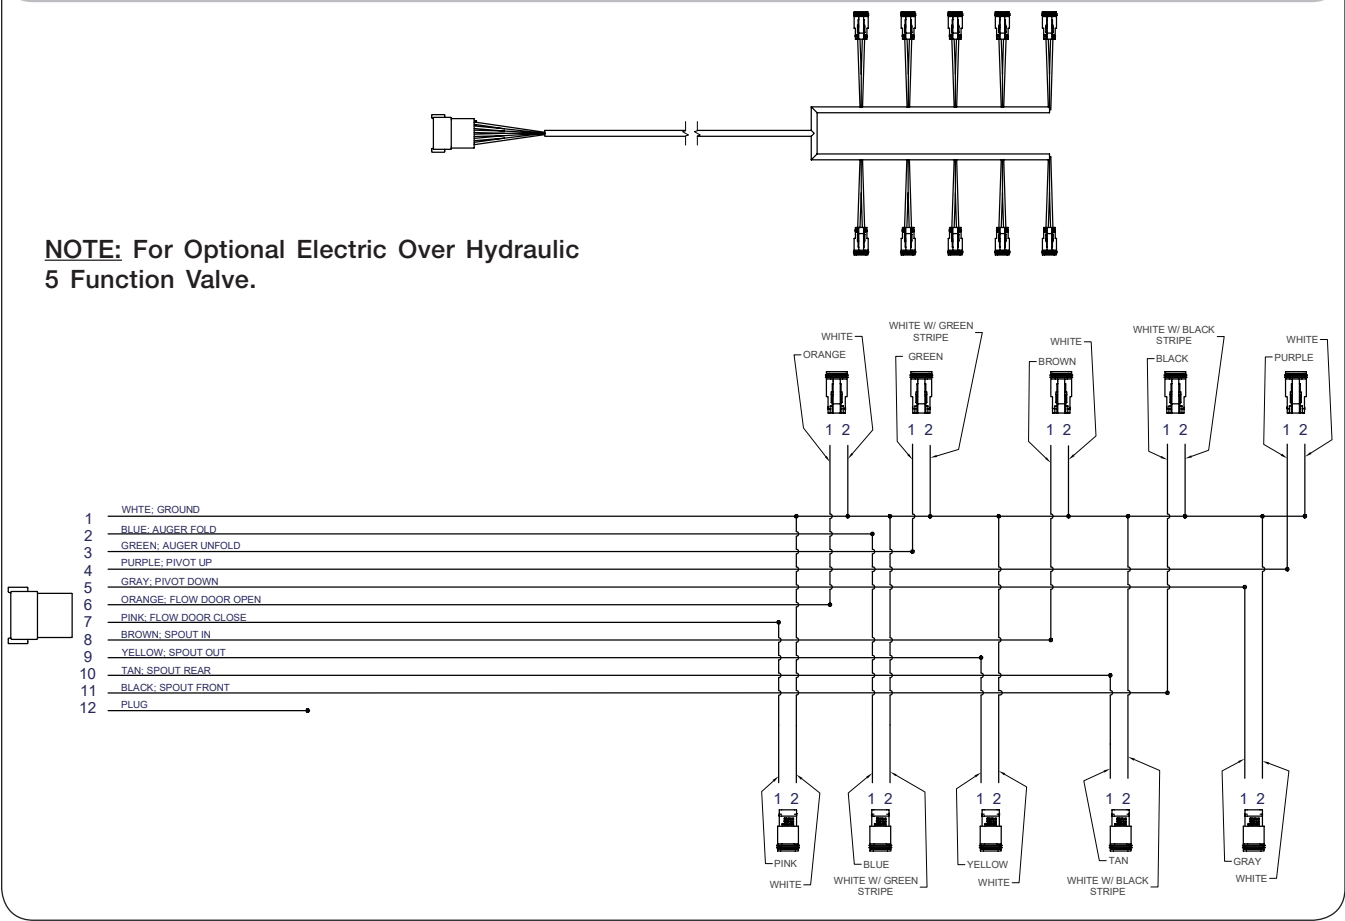 NOTE: For Optional Electric Over Hydraulic
5 Function Valve.
WHITE
ORANGE
WHITE W/ GREEN
STRIPE
GREEN
WHITE
BROWN
WHITE W/ BLACK
STRIPE
BLACK
WHITE
PURPLE
1 2
1 2
1 2
1 2
1 2
1 WHTE; GROUND
2 BLUE; AUGER FOLD
3 GREEN; AUGER UNFOLD
4 PURPLE; PIVOT UP
5 GRAY; PIVOT DOWN
6 ORANGE; FLOW DOOR OPEN
7 PINK; FLOW DOOR CLOSE
8 BROWN; SPOUT IN
9 YELLOW; SPOUT OUT
10 TAN; SPOUT REAR
11 BLACK; SPOUT FRONT
12 PLUG
1 2
1 2
1 2
1 2
1 2
PINK
WHITE
BLUE
WHITE W/ GREEN
STRIPE
YELLOW
WHITE
TAN
WHITE W/ BLACK
STRIPE
GRAY
WHITE